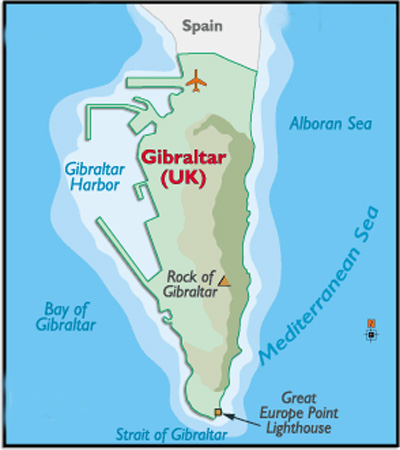 Spain
Alboran Sea
Gibraltar
(UK)
Gibraltar
Harbor
Rock of
Gibraltar
Mediterranean Sea
Bay of
Gibraltar
N
Great
Europe Point
Lighthouse
Strait of Gibraltar